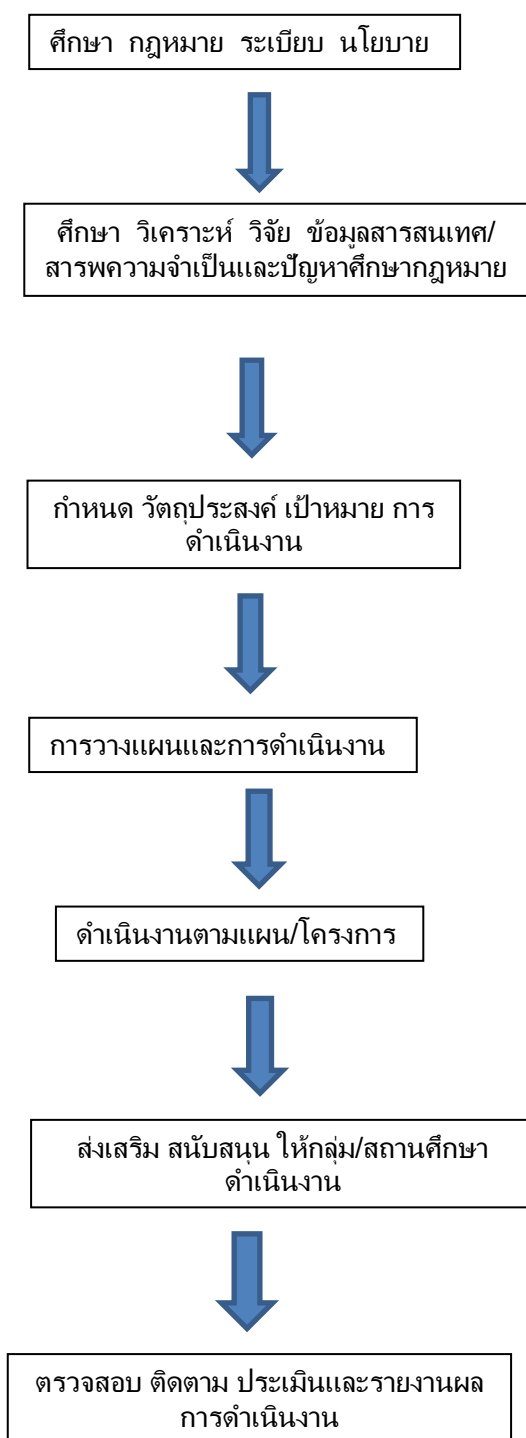 ศึกษา กฎหมาย ระเบียบ นโยบาย
ศึกษา วิเคราะห์ วิจัย ข้อมูลสารสนเทศ/
สารพความจำเป็นและปัญหาศึกษากฎหมาย
กำหนด วัตถุประสงค์ เป้าหมาย การ
ดำเนินงาน
การวางแผนและการดำเนินงาน
ดำเนินงานตามแผน/โครงการ
ส่งเสริม สนับสนุน ให้กลุ่ม/สถานศึกษา
ดำเนินงาน
ตรวจสอบ ติดตาม ประเมินและรายงานผล
การดำเนินงาน